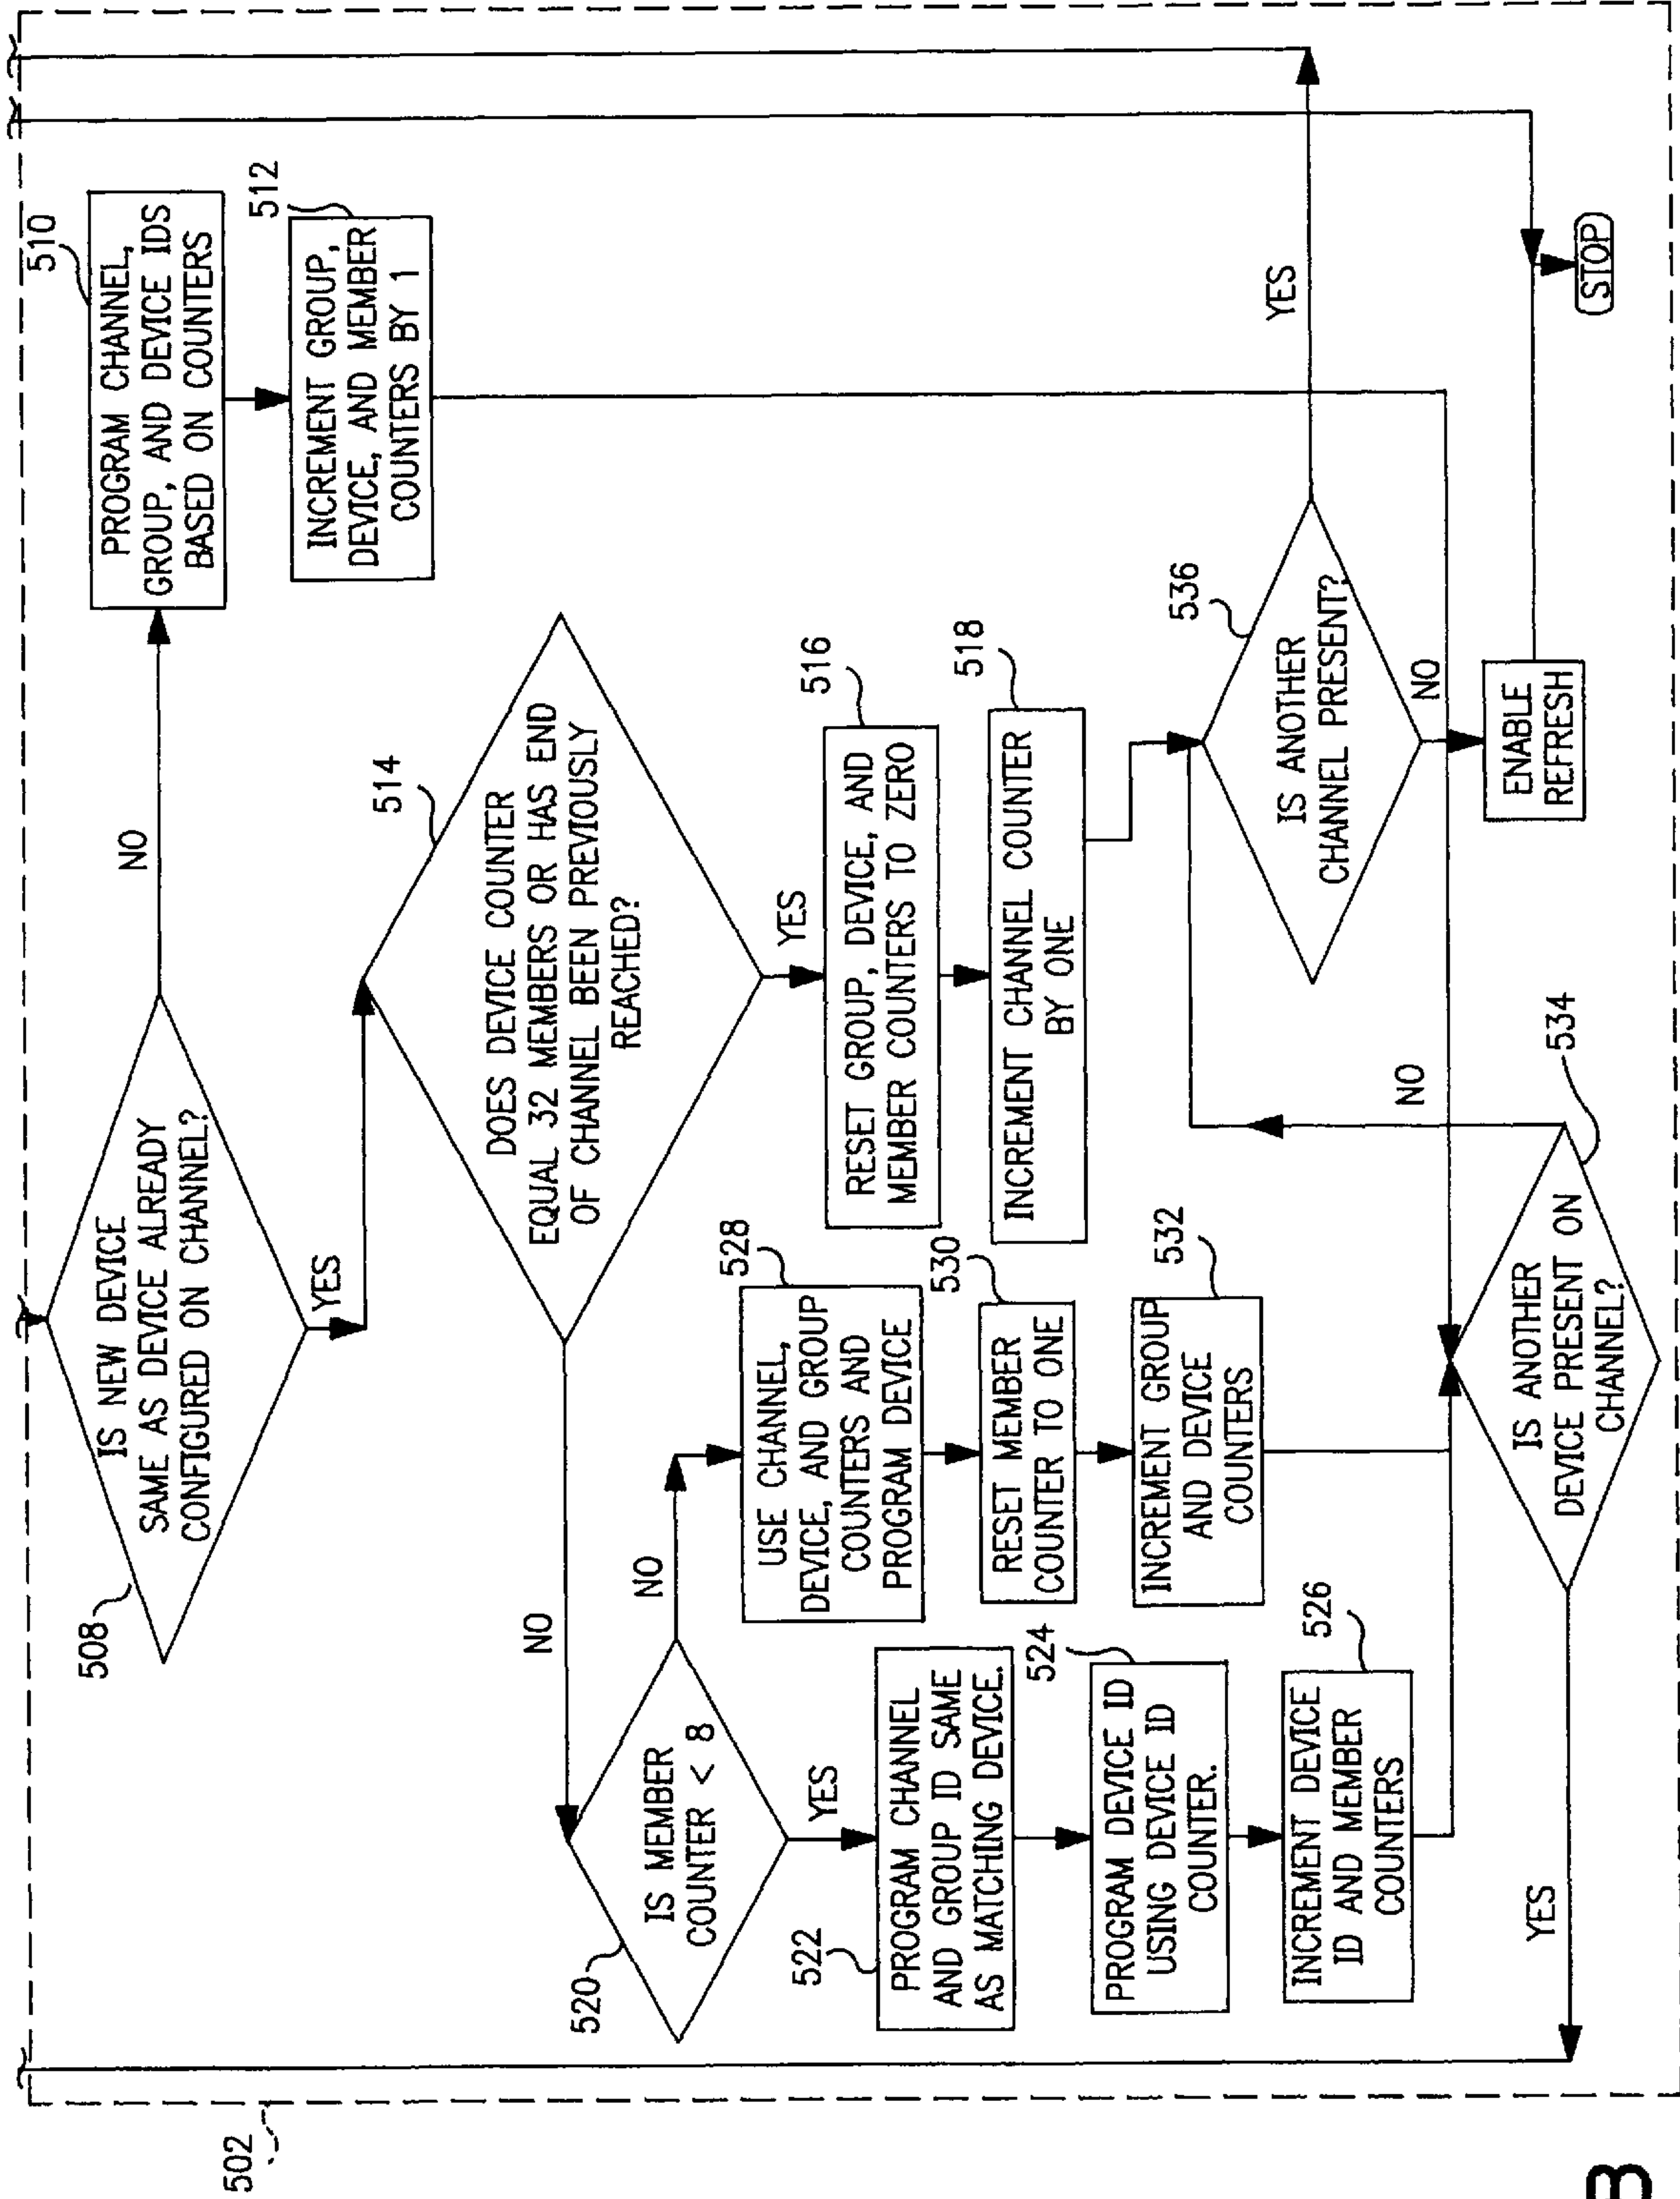 502
508
IS NEW DEVICE
SAME AS DEVICE ALREADY
CONFIGURED ON CHANNEL?
NO
YES
510
PROGRAM CHANNEL,
GROUP, AND DEVICE IDS
BASED ON COUNTERS
512
INCREMENT GROUP,
DEVICE, AND MEMBER
COUNTERS BY 1
514
DOES DEVICE COUNTER
EQUAL 32 MEMBERS OR HAS END
OF CHANNEL BEEN PREVIOUSLY
REACHED?
NO
YES
516
RESET GROUP, DEVICE, AND
MEMBER COUNTERS TO ZERO
518
INCREMENT CHANNEL COUNTER
BY ONE
520
IS MEMBER
COUNTER < 8
NO
YES
522
PROGRAM CHANNEL
AND GROUP ID SAME
AS MATCHING DEVICE.
524
PROGRAM DEVICE ID
USING DEVICE ID
COUNTER.
526
INCREMENT DEVICE
ID AND MEMBER
COUNTERS
528
USE CHANNEL,
DEVICE, AND GROUP
COUNTERS AND
PROGRAM DEVICE
530
RESET MEMBER
COUNTER TO ONE
532
INCREMENT GROUP
AND DEVICE
COUNTERS
534
IS ANOTHER
DEVICE PRESENT ON
CHANNEL?
YES
NO
536
IS ANOTHER
CHANNEL PRESENT?
YES
NO
ENABLE
REFRESH
STOP
B